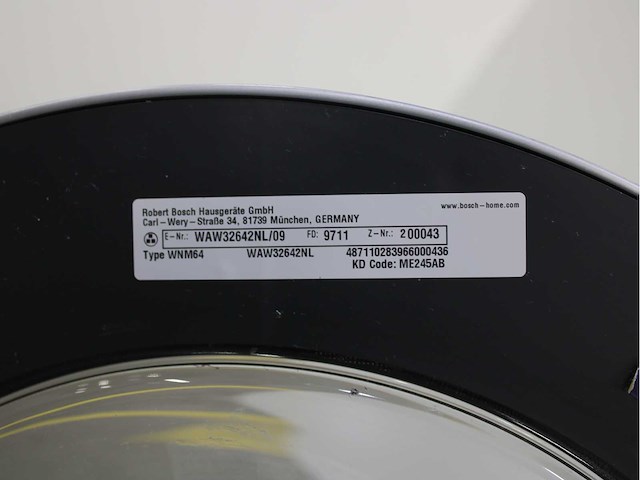 Robert Bosch Hausgeräte GmbH
www.bosch-home.com
Carl-Wery-Straße 34, 81739 München, GERMANY
E-Nr.: WAW32642NL/09 FD: 9711 Z-Nr.: 200043
Type WNM64 WAW32642NL 487110283966000436
KD Code: ME245AB